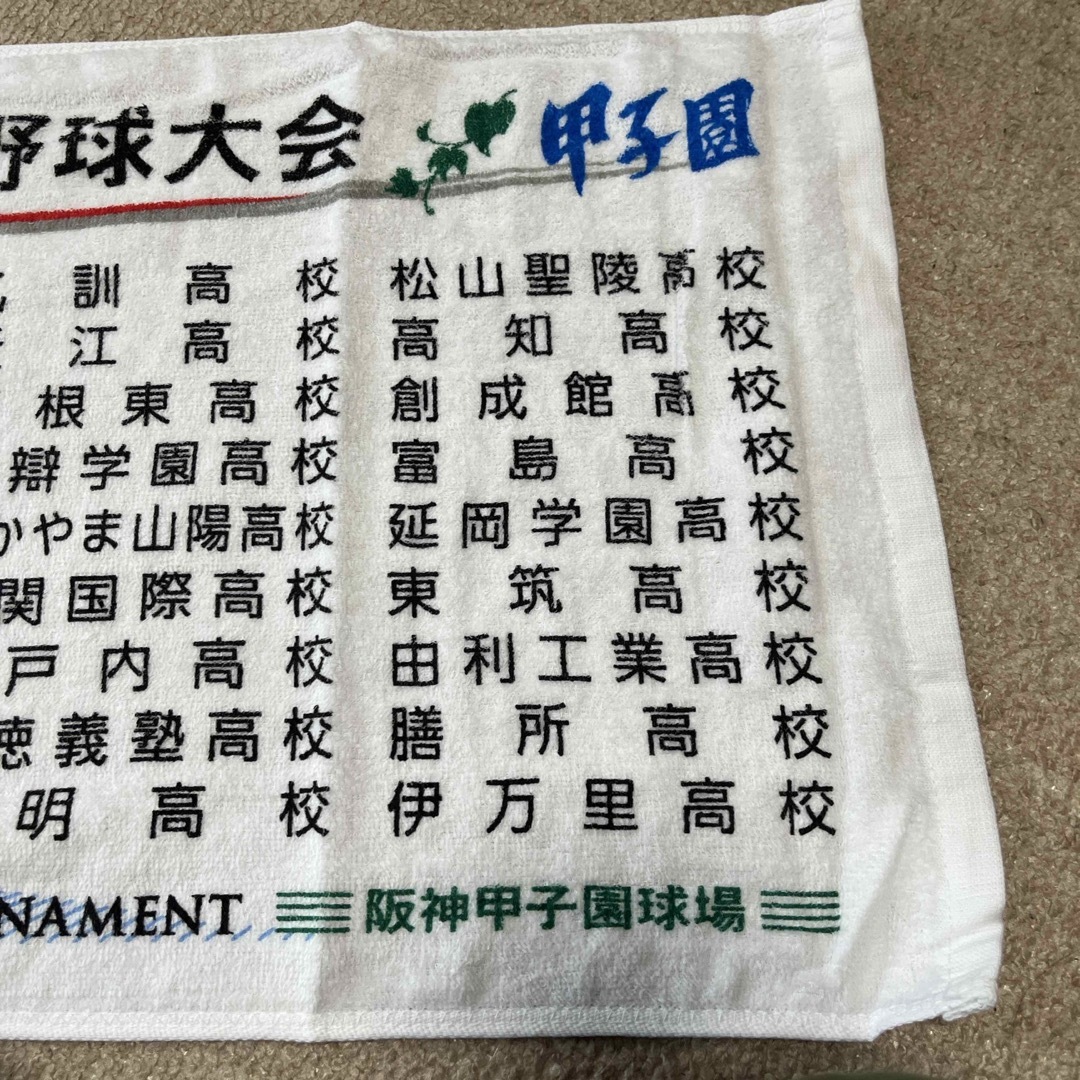 野球大会 甲子園
訓高校 松山聖陵高校
江高校 高知高校
根東高校 創成館高校
辯学園高校 富島高校
かやま山陽高校 延岡学園高校
関国際高校 東筑高校
戸内高校 由利工業高校
徳義塾高校 膳所高校
明高校 伊万里高校
NAMENT 阪神甲子園球場